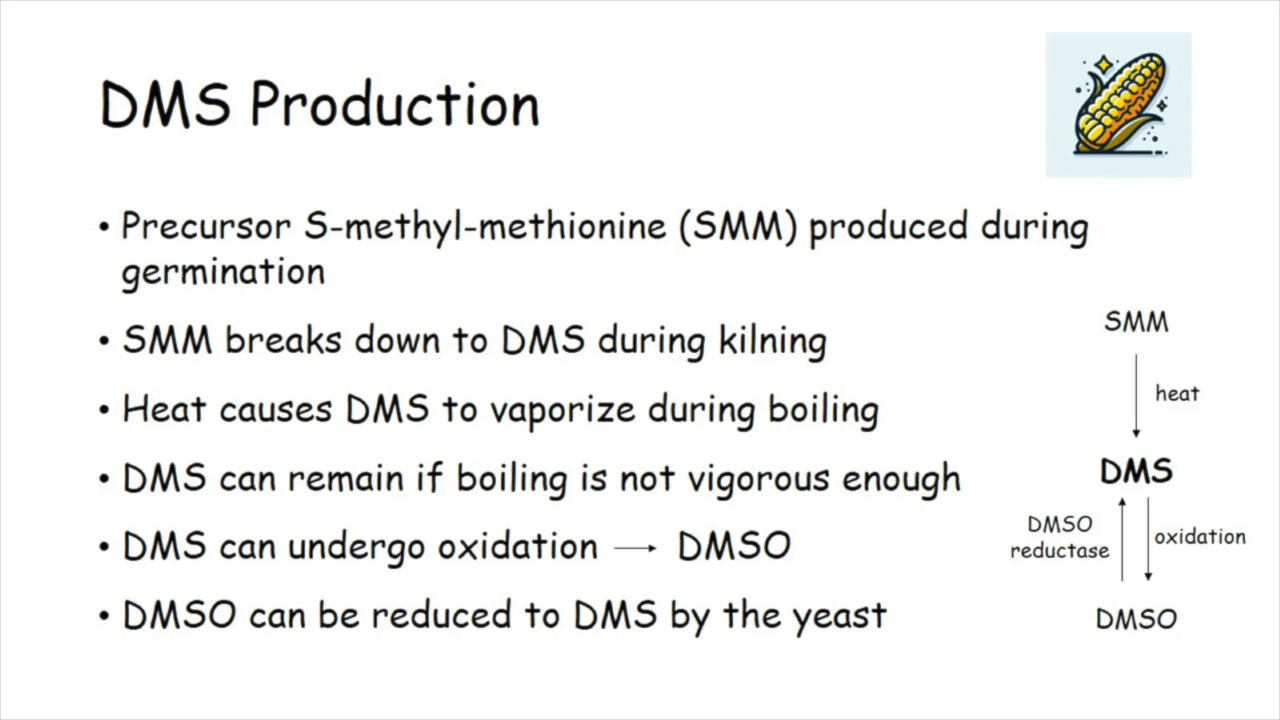 DMS Production
• Precursor S-methyl-methionine (SMM) produced during
germination
• SMM breaks down to DMS during kilning
• Heat causes DMS to vaporize during boiling
• DMS can remain if boiling is not vigorous enough
• DMS can undergo oxidation → DMSO
• DMSO can be reduced to DMS by the yeast
SMM
heat
DMS
DMSO
reductase
oxidation
DMSO